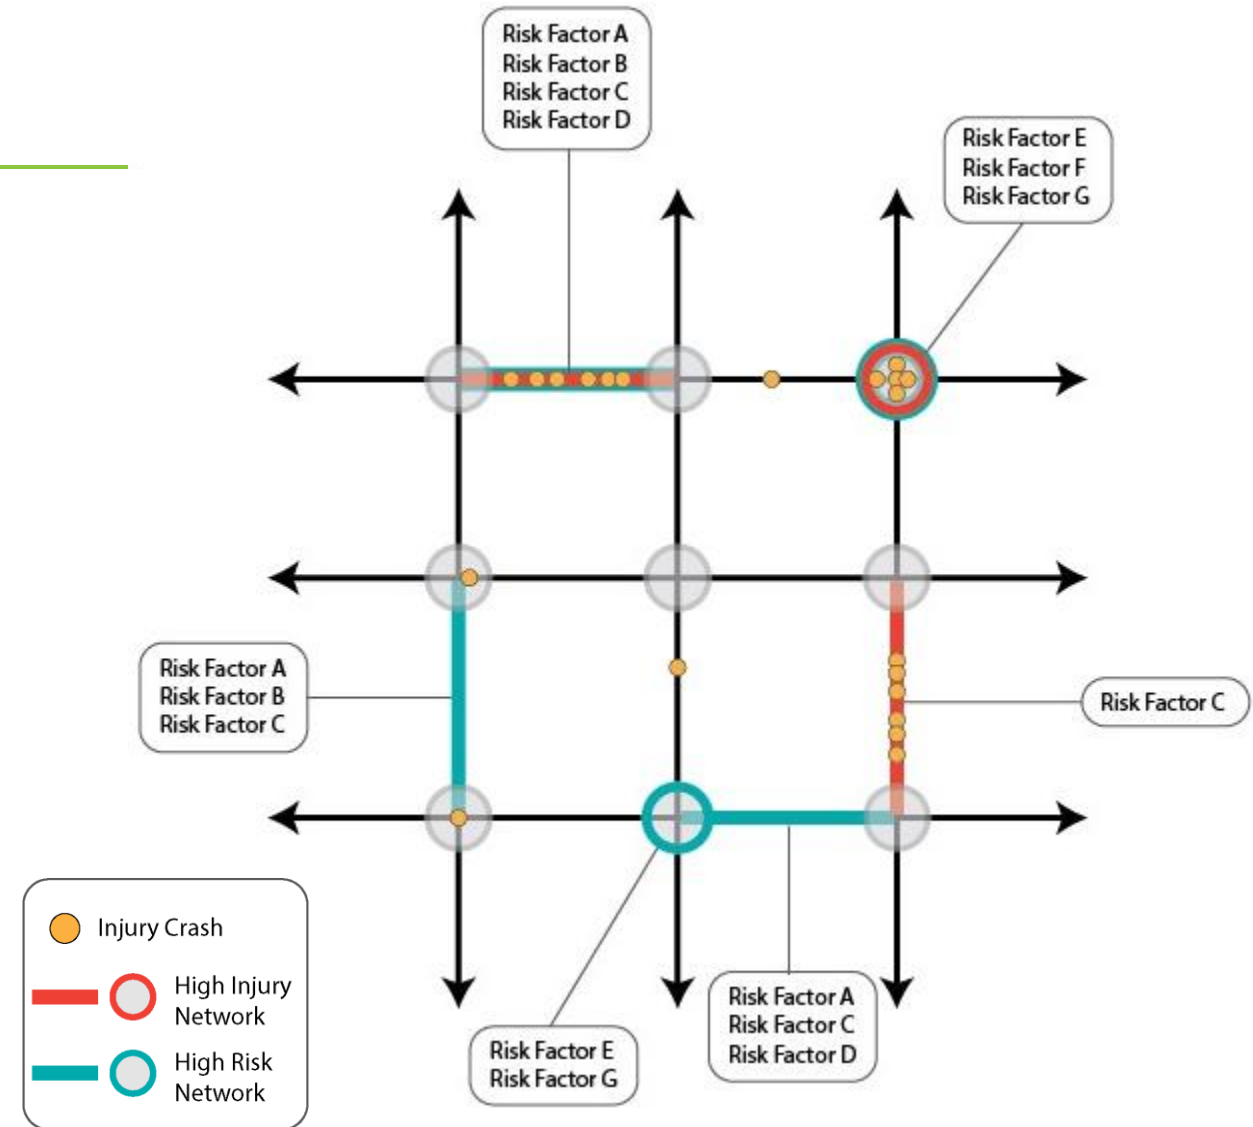 Risk Factor A
Risk Factor B
Risk Factor C
Risk Factor D
Risk Factor E
Risk Factor F
Risk Factor G
Risk Factor A
Risk Factor B
Risk Factor C
Risk Factor C
Injury Crash
High Injury
Network
High Risk
Network
Risk Factor E
Risk Factor G
Risk Factor A
Risk Factor C
Risk Factor D